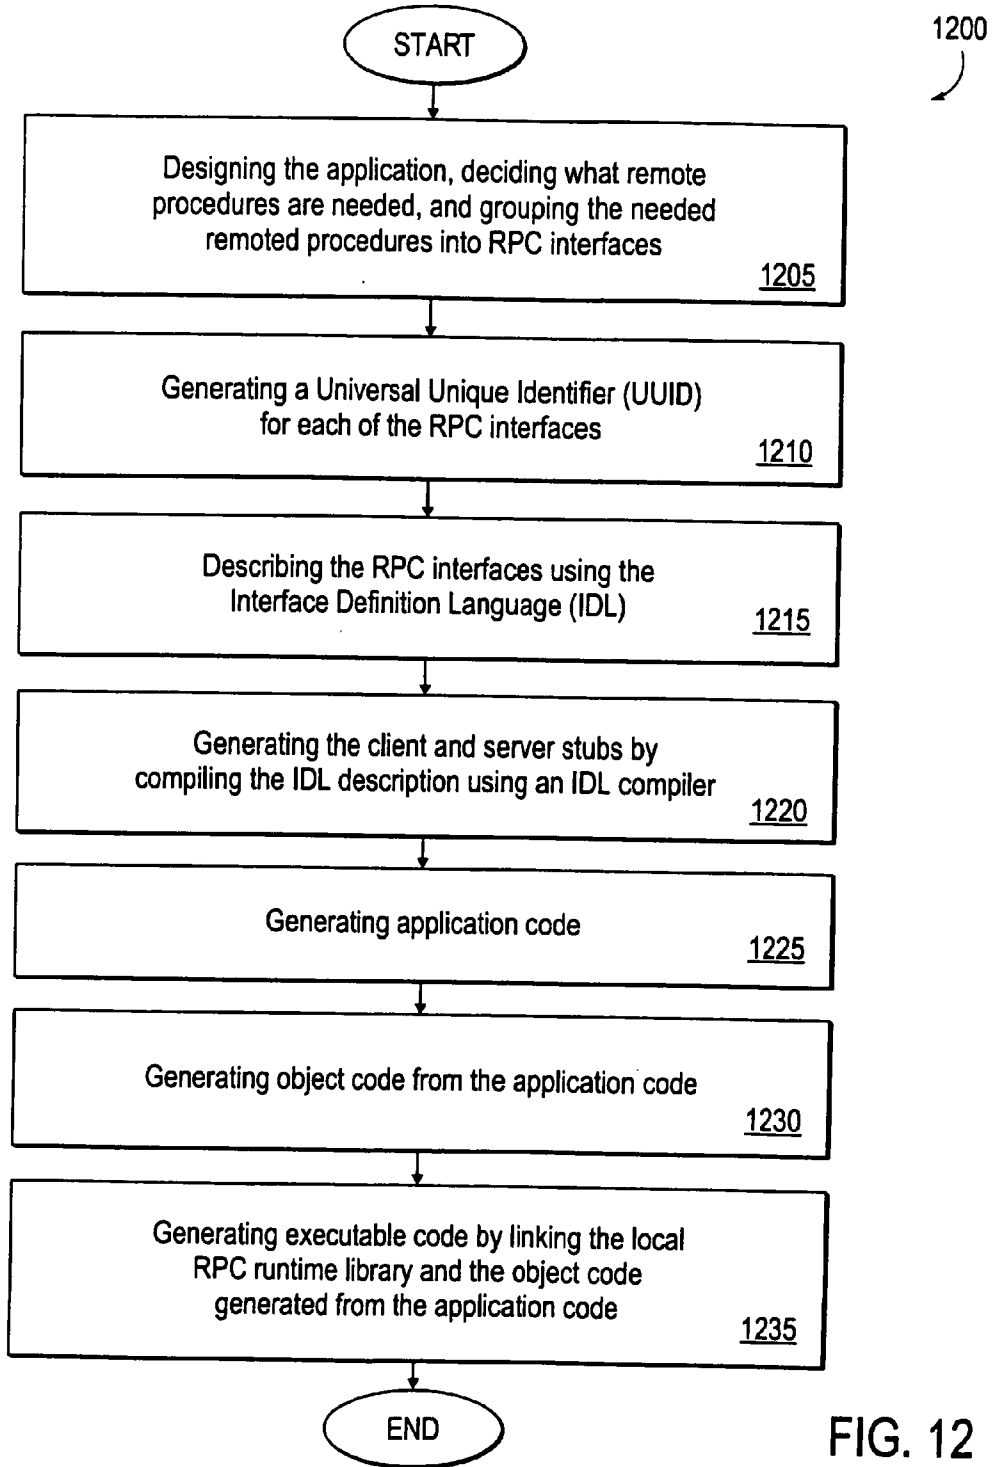 START
1200
Designing the application, deciding what remote
procedures are needed, and grouping the needed
remoted procedures into RPC interfaces
1205
Generating a Universal Unique Identifier (UUID)
for each of the RPC interfaces
1210
Describing the RPC interfaces using the
Interface Definition Language (IDL)
1215
Generating the client and server stubs by
compiling the IDL description using an IDL compiler
1220
Generating application code
1225
Generating object code from the application code
1230
Generating executable code by linking the local
RPC runtime library and the object code
generated from the application code
1235
END
FIG. 12